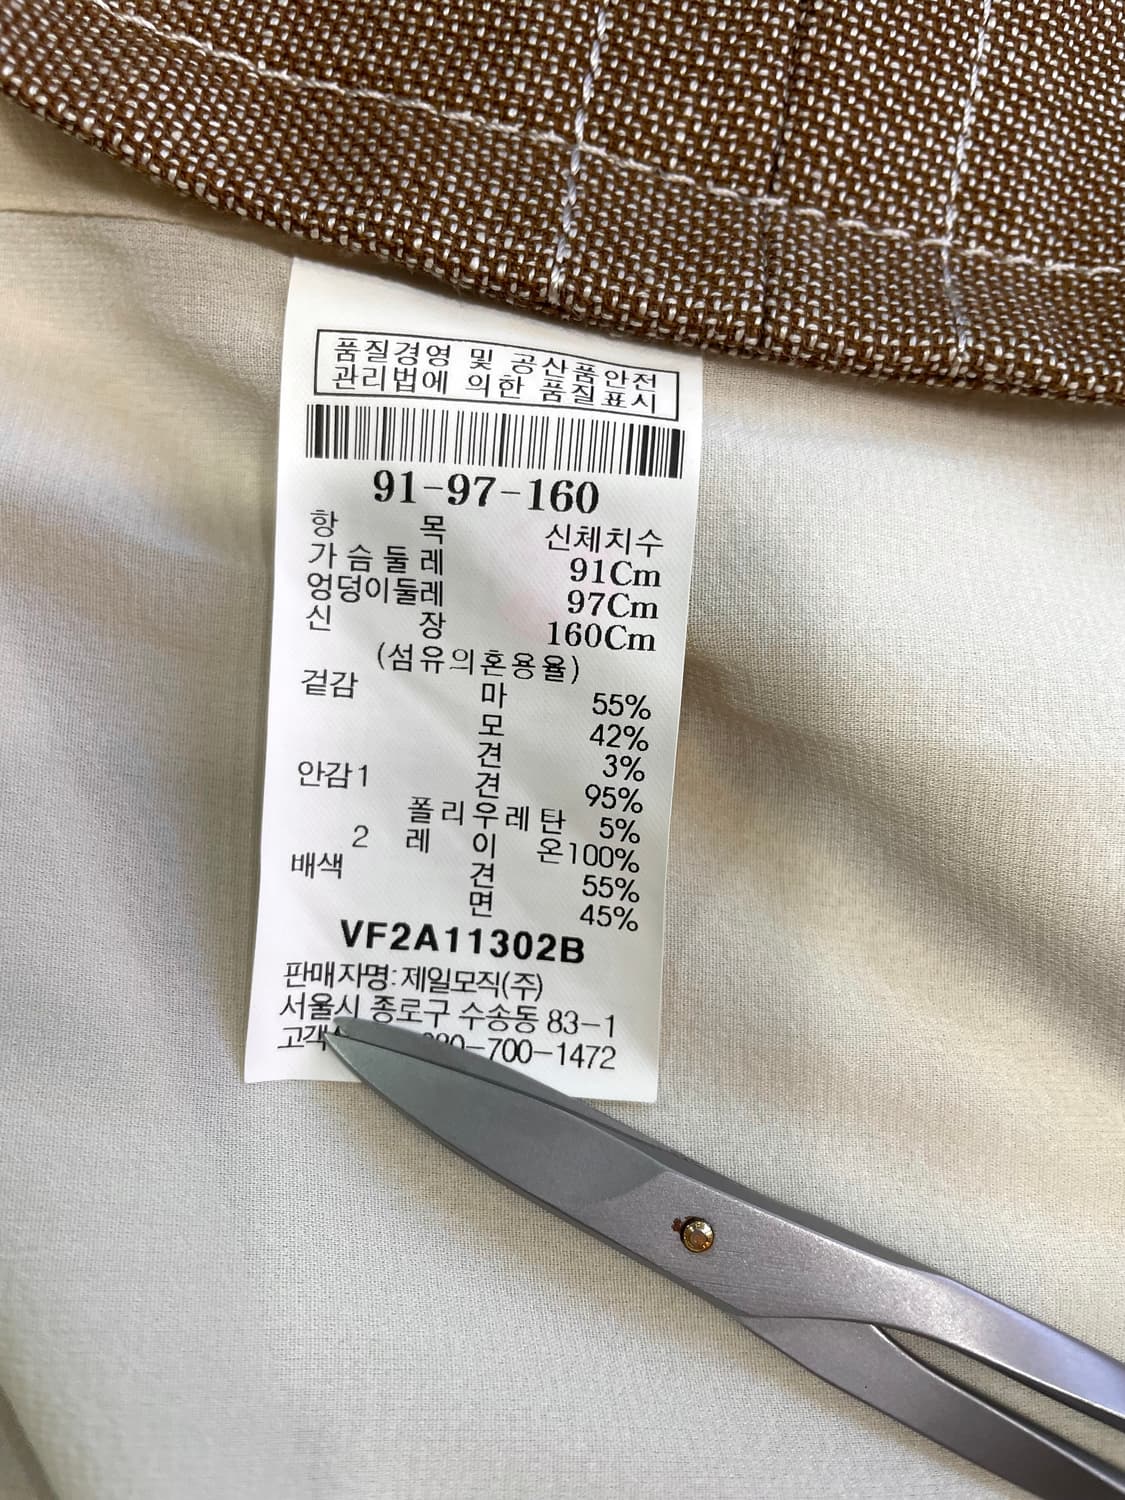 품질경영 및 공산품안전
관리법에 의한 품질표시
91-97-160
항 목 신체치수
가슴둘레 91Cm
엉덩이둘레 97Cm
신 장 160Cm
(섬유의혼용율)
겉감 마 55%
모 42%
견 3%
안감1 견 95%
폴리우레탄 5%
2 레이온 100%
배색 견 55%
면 45%
VF2A11302B
판매자명: 제일모직(주)
서울시 종로구 수송동 83-1
-700-1472